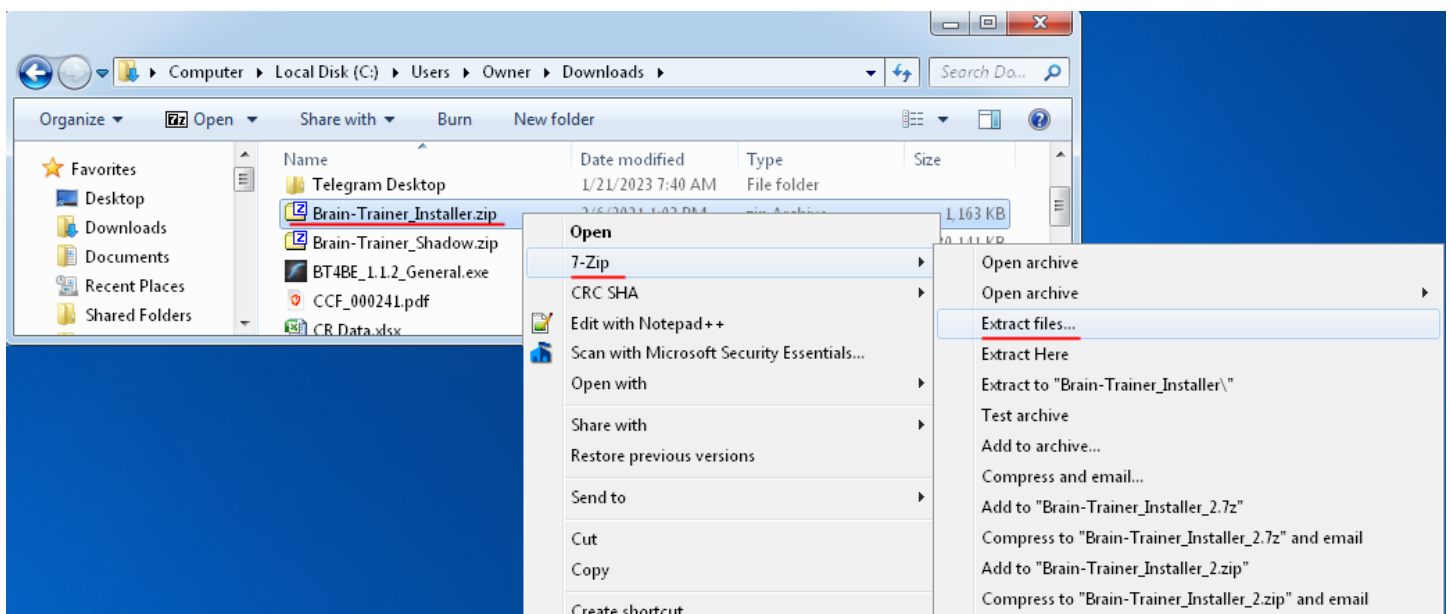 Computer Local Disk (C:) Users Owner Downloads
Search Do...
Organize Open Share with Burn New folder
Favorites
Desktop
Downloads
Documents
Recent Places
Shared Folders
Name Date modified Type Size
Telegram Desktop 1/21/2023 7:40 AM File folder
Brain-Trainer_Installer.zip 1,163 KB
Brain-Trainer_Shadow.zip
BT4BE_1.1.2_General.exe
CCF_000241.pdf
CR Data.xlsx
Open
7-Zip
CRC SHA
Edit with Notepad++
Scan with Microsoft Security Essentials...
Open with
Share with
Restore previous versions
Send to
Cut
Copy
Create shortcut
Open archive
Open archive
Extract files...
Extract Here
Extract to "Brain-Trainer_Installer\"
Test archive
Add to archive...
Compress and email...
Add to "Brain-Trainer_Installer_2.7z"
Compress to "Brain-Trainer_Installer_2.7z" and email
Add to "Brain-Trainer_Installer_2.zip"
Compress to "Brain-Trainer_Installer_2.zip" and email